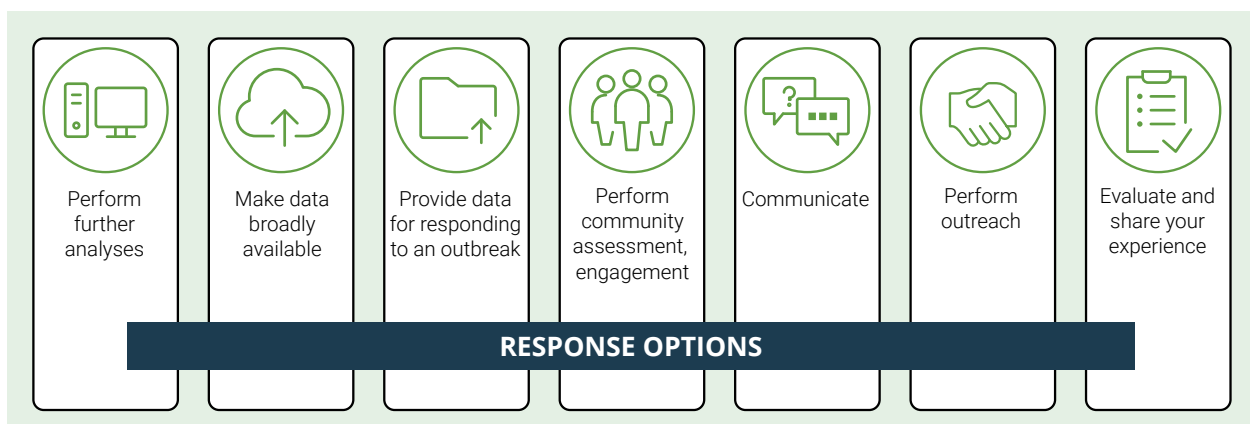 Perform
further
analyses
Make data
broadly
available
Provide data
for responding
to an outbreak
Perform
community
assessment,
engagement
?
Communicate
Perform
outreach
Evaluate and
share your
experience
RESPONSE OPTIONS